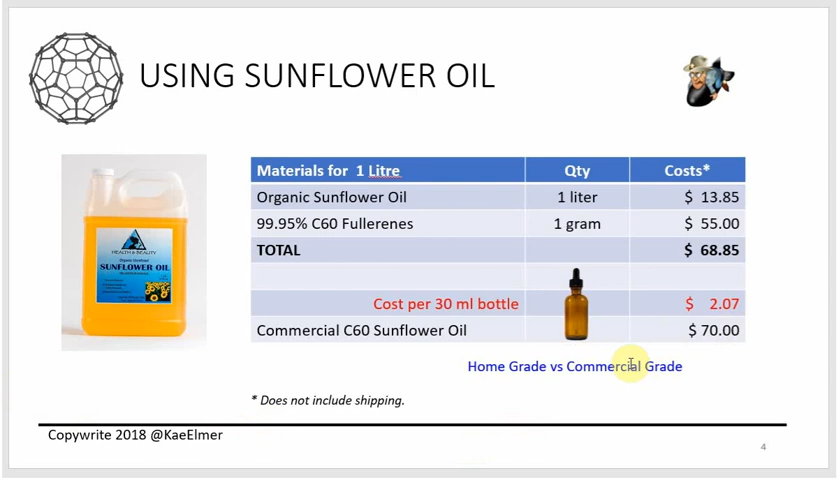 USING SUNFLOWER OIL
HEALTH & BEAUTY
Organic Sunflower
SUNFLOWER OIL
Materials for 1 Litre Qty Costs*
Organic Sunflower Oil 1 liter $ 13.85
99.95% C60 Fullerenes 1 gram $ 55.00
TOTAL $ 68.85
Cost per 30 ml bottle $ 2.07
Commercial C60 Sunflower Oil $ 70.00
Home Grade vs Commercial Grade
* Does not include shipping.
Copywrite 2018 @KaeElmer
4